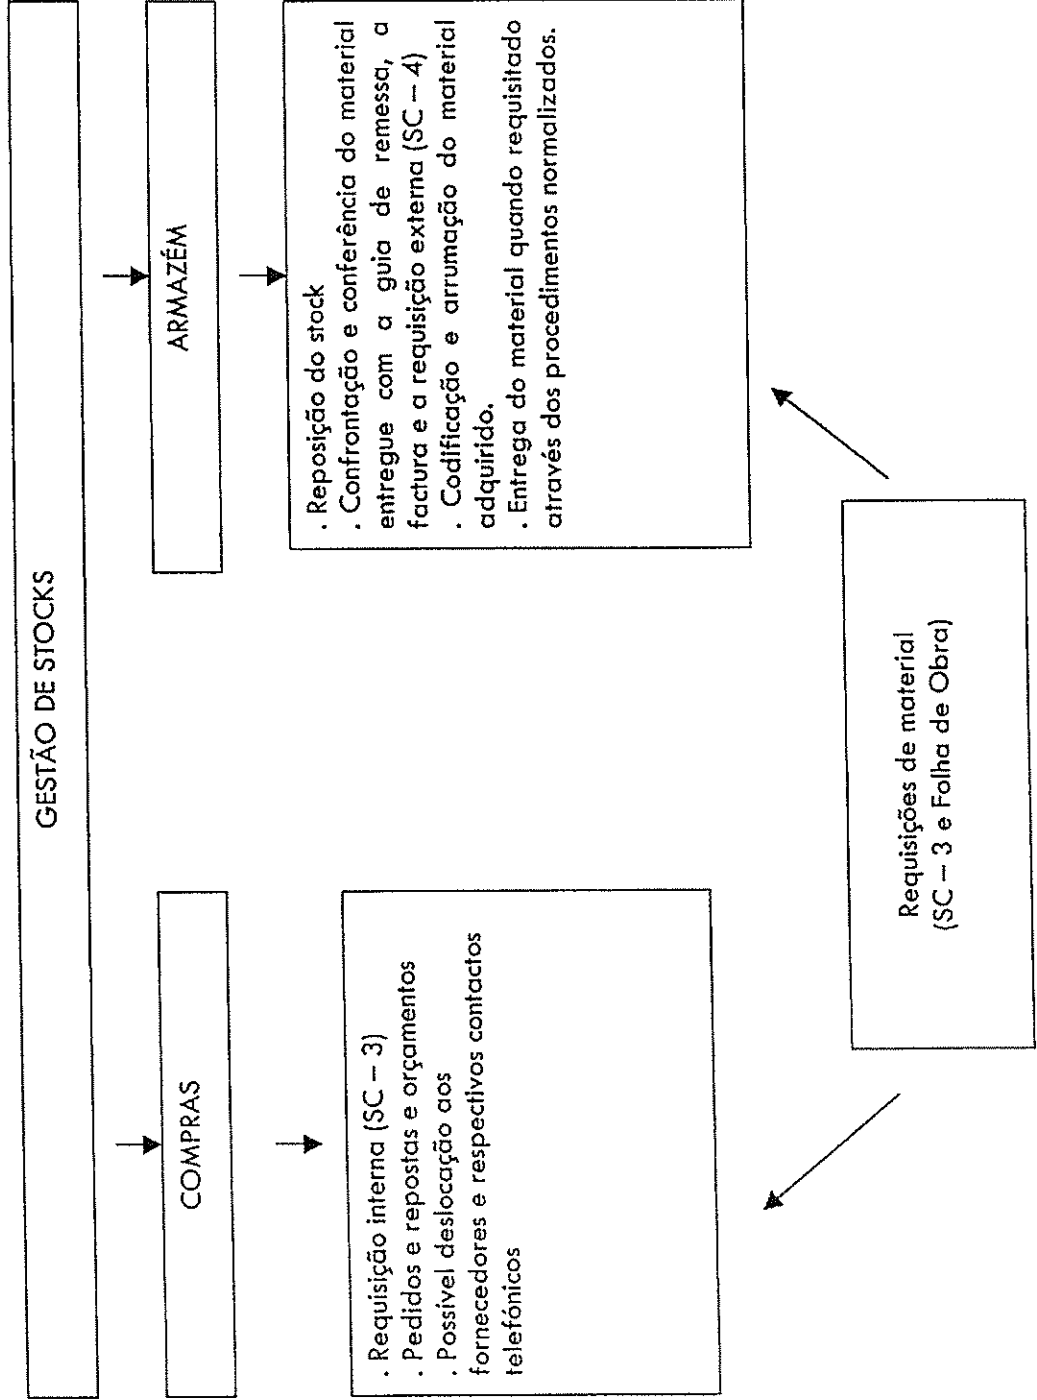 GESTÃO DE STOCKS
COMPRAS
. Requisição interna (SC – 3)
. Pedidos e repostas e orçamentos
. Possivel deslocação aos
fornecedores e respectivos contactos
telefónicos
ARMAZÉM
. Reposição do stock
. Confrontação e conferência do material
entregue com a guia de remessa, a
factura e a requisição externa (SC – 4)
. Codificação e arrumação do material
adquirido.
. Entrega do material quando requisitado
através dos procedimentos normalizados.
Requisições de material
(SC – 3 e Folha de Obra)